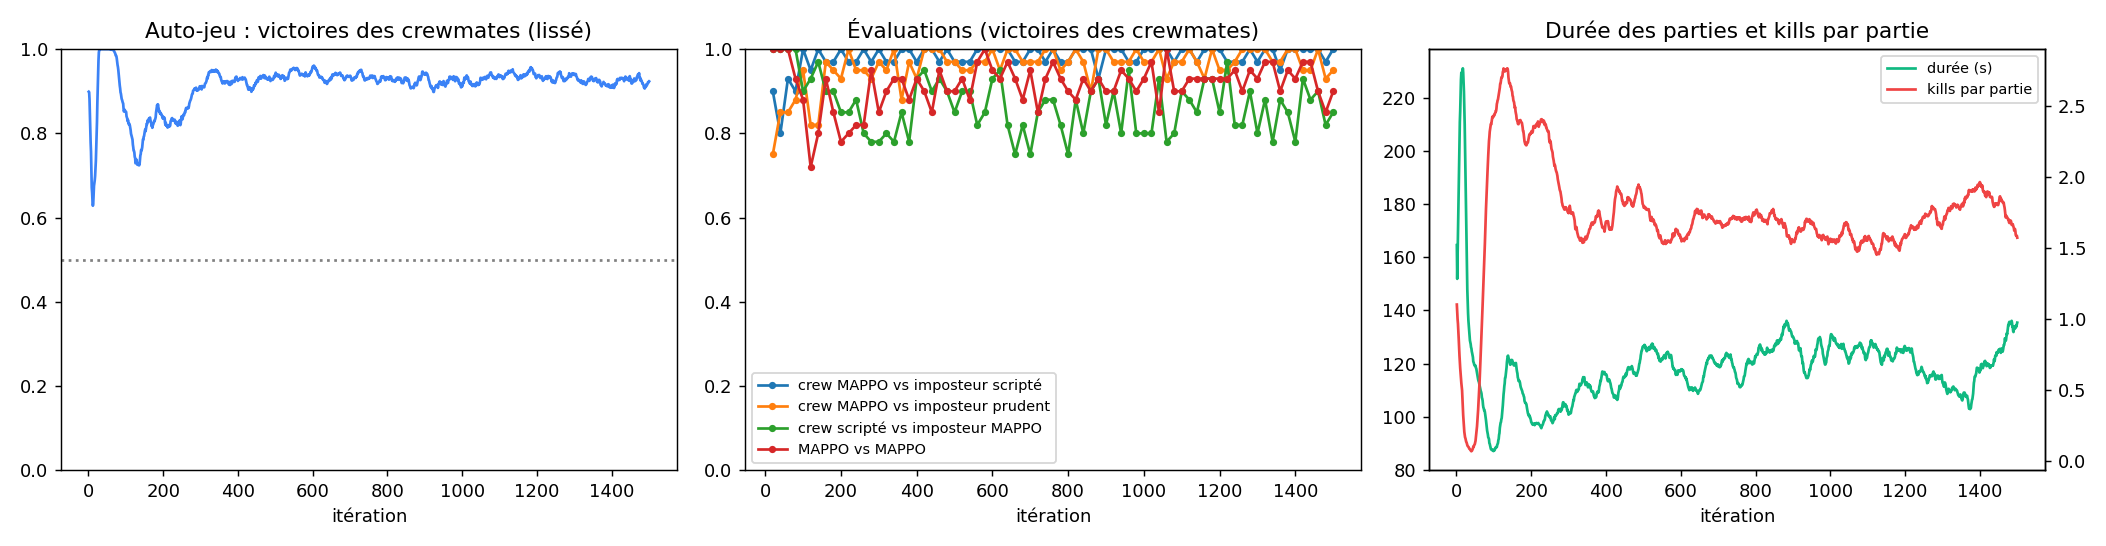 Auto-jeu : victoires des crewmates (lissé)
1.0
0.8
0.6
0.4
0.2
0.0
0 200 400 600 800 1000 1200 1400
itération
Évaluations (victoires des crewmates)
1.0
0.8
0.6
0.4
0.2
0.0
crew MAPPO vs imposteur scripté
crew MAPPO vs imposteur prudent
crew scripté vs imposteur MAPPO
MAPPO vs MAPPO
0 200 400 600 800 1000 1200 1400
itération
Durée des parties et kills par partie
220
200
180
160
140
120
100
80
durée (s)
kills par partie
2.5
2.0
1.5
1.0
0.5
0.0
0 200 400 600 800 1000 1200 1400
itération